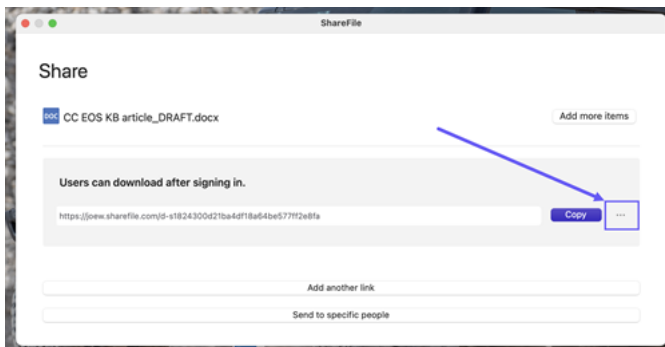 ShareFile
Share
DOC CC EOS KB article_DRAFT.docx
Add more items
Users can download after signing in.
https://joew.sharefile.com/d-s1824300d21ba4df18a64be577ff2e8fa
Copy
...
Add another link
Send to specific people